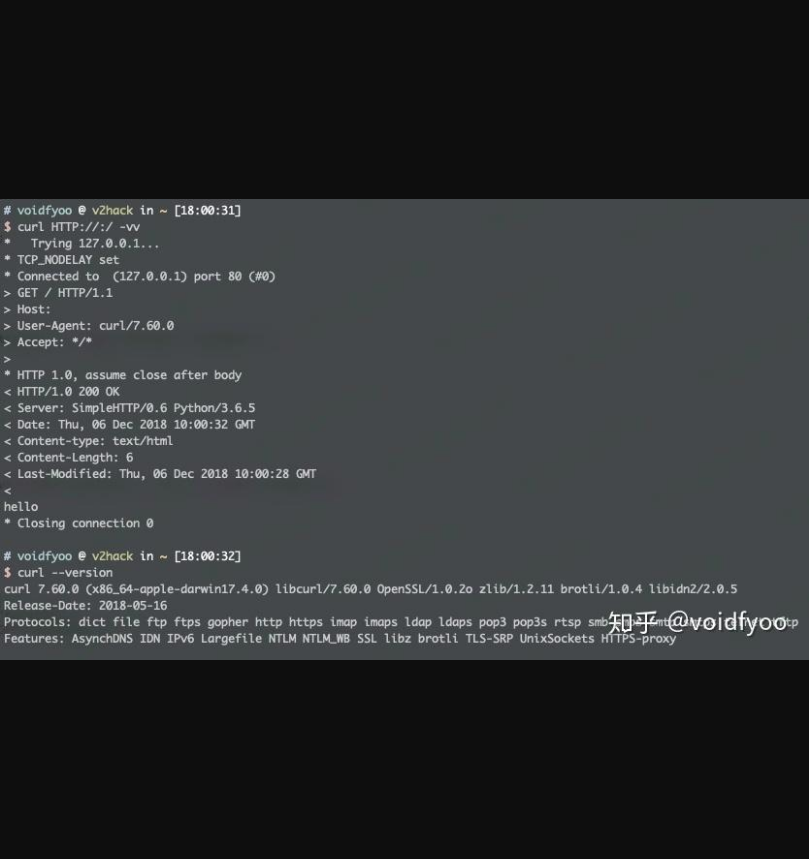 # voidfyoo @ v2hack in ~ [18:00:31]
$ curl HTTP://:/ -vv
*   Trying 127.0.0.1...
* TCP_NODELAY set
* Connected to  (127.0.0.1) port 80 (#0)
> GET / HTTP/1.1
> Host:
> User-Agent: curl/7.60.0
> Accept: */*
>
* HTTP 1.0, assume close after body
< HTTP/1.0 200 OK
< Server: SimpleHTTP/0.6 Python/3.6.5
< Date: Thu, 06 Dec 2018 10:00:32 GMT
< Content-type: text/html
< Content-Length: 6
< Last-Modified: Thu, 06 Dec 2018 10:00:28 GMT
<
hello
* Closing connection 0
# voidfyoo @ v2hack in ~ [18:00:32]
$ curl --version
curl 7.60.0 (x86_64-apple-darwin17.4.0) libcurl/7.60.0 OpenSSL/1.0.2o zlib/1.2.11 brotli/1.0.4 libidn2/2.0.5
Release-Date: 2018-05-16
Protocols: dict file ftp ftps gopher http https imap imaps ldap ldaps pop3 pop3s rtsp smb
知乎 @voidfyoo
Features: AsynchDNS IDN IPv6 Largefile NTLM NTLM_WB SSL libz brotli TLS-SRP UnixSockets HTTPS-proxy